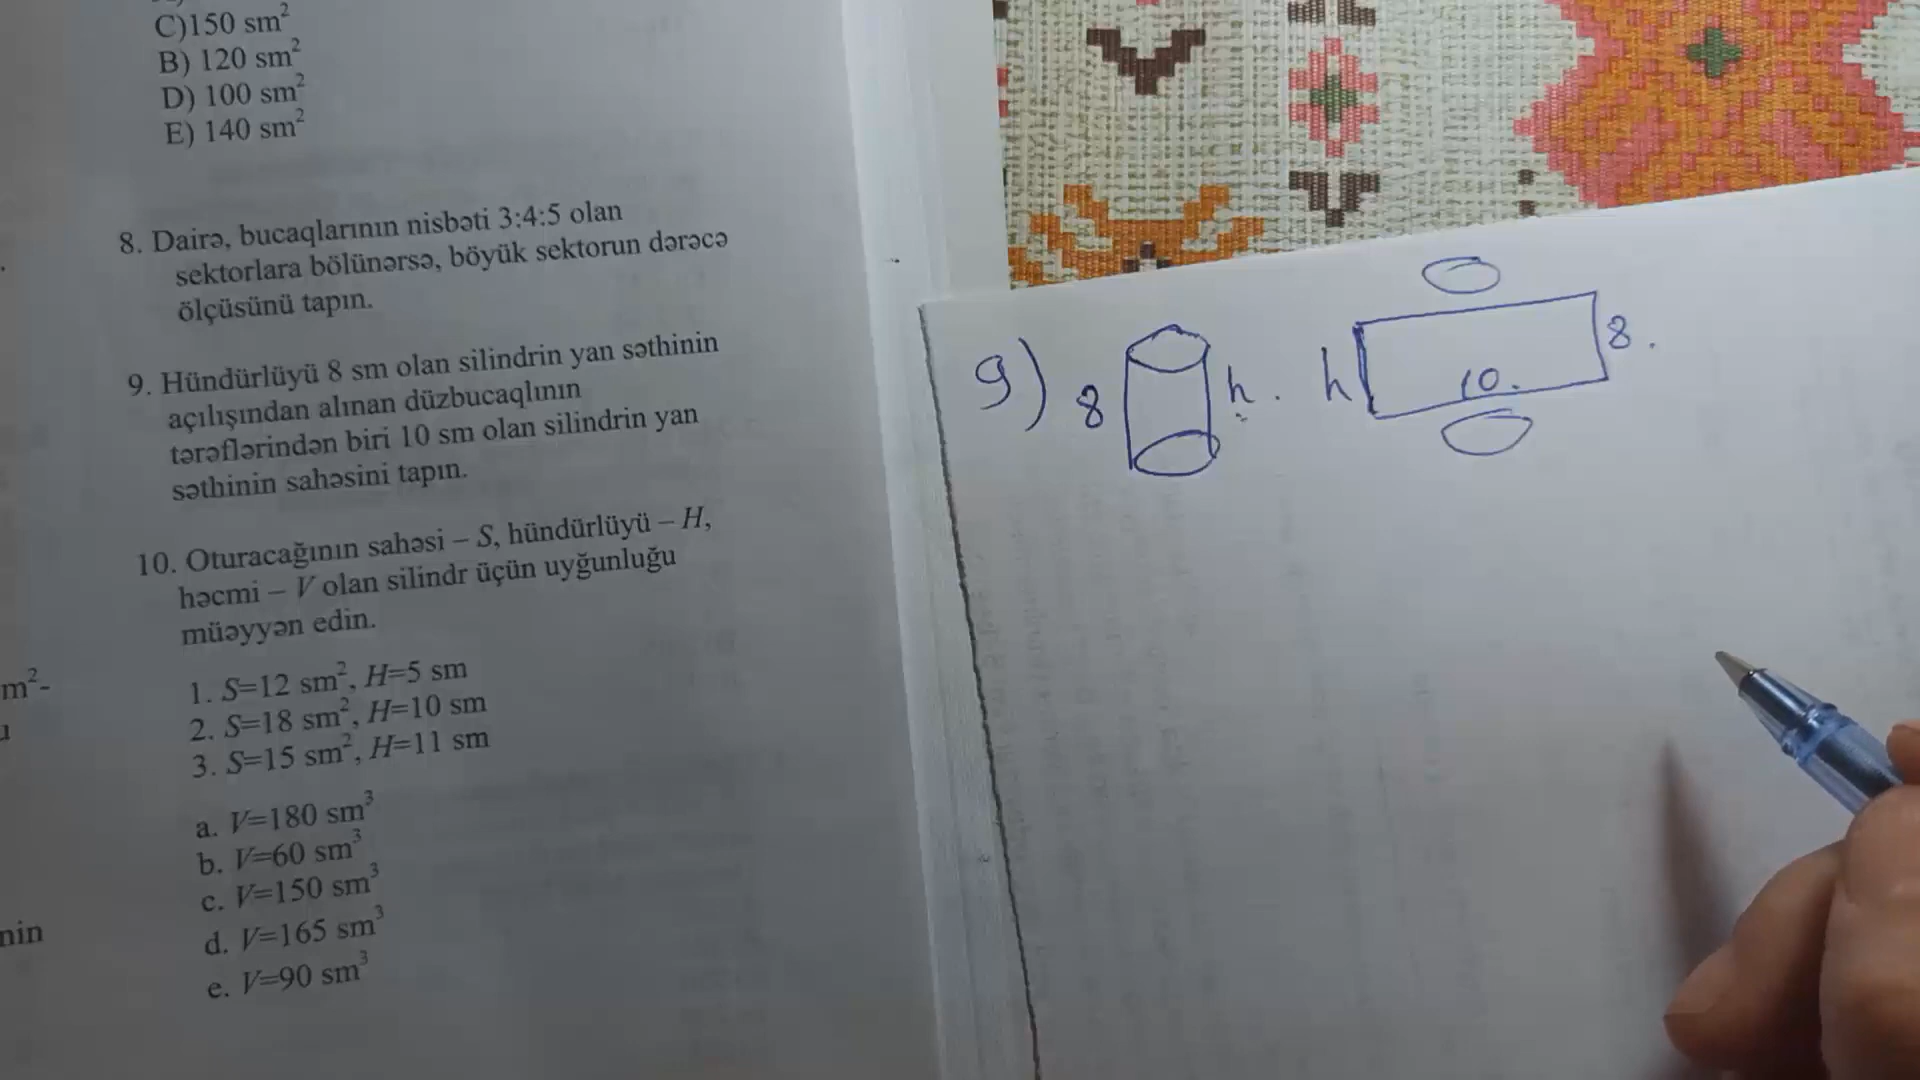 C)150 sm²
B) 120 sm²
D) 100 sm²
E) 140 sm²
8. Dairə, bucaqlarının nisbəti 3:4:5 olan
sektorlara bölünərsə, böyük sektorun dərəcə
ölçüsünü tapın.
9. Hündürlüyü 8 sm olan silindrin yan səthinin
açılışından alınan düzbucaqlının
tərəflərindən biri 10 sm olan silindrin yan
səthinin sahəsini tapın.
10. Oturacağının sahəsi – S, hündürlüyü – H,
həcmi – V olan silindr üçün uyğunluğu
müəyyən edin.
1. S=12 sm², H=5 sm
2. S=18 sm², H=10 sm
3. S=15 sm², H=11 sm
a. V=180 sm³
b. V=60 sm³
c. V=150 sm³
d. V=165 sm³
e. V=90 sm³
m²-
nin
9) 8 h. h 10. 8.